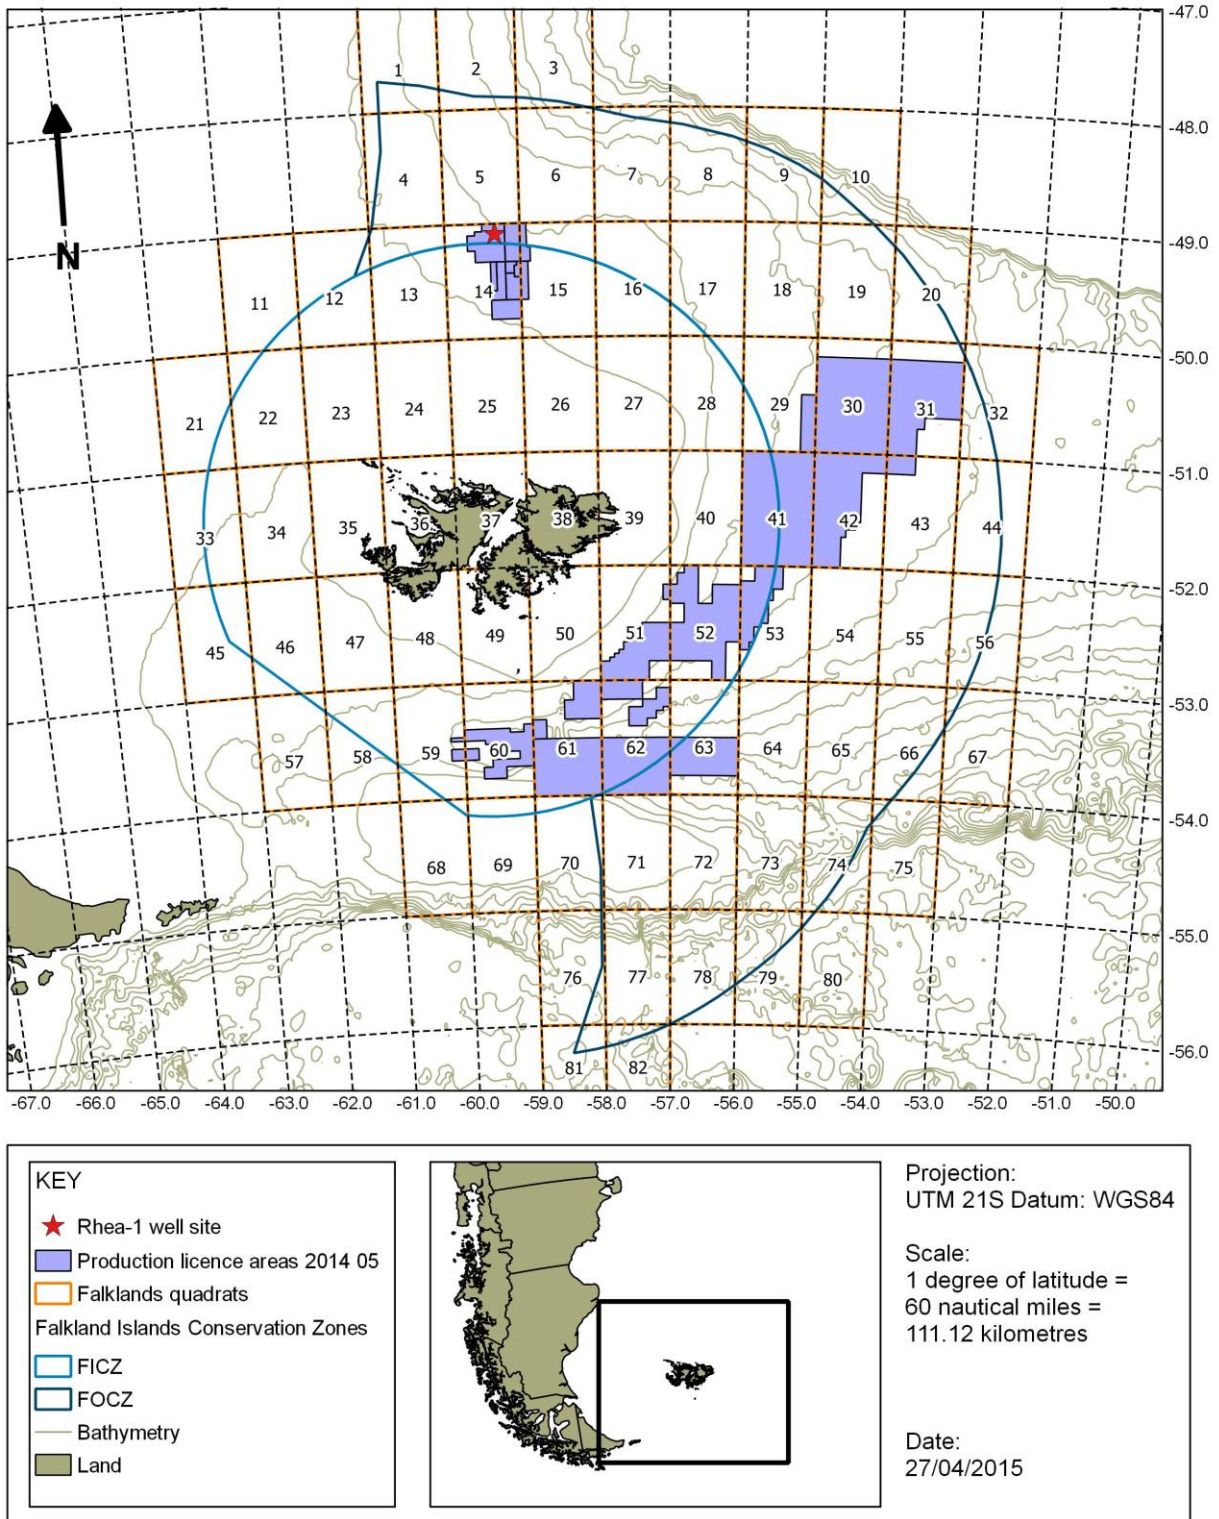 -47.0
1 2 3
-48.0
4 5 6 7 8 9 10
N
-49.0
11 12 13 14 15 16 17 18 19 20
-50.0
21 22 23 24 25 26 27 28 29 30 31 32
-51.0
33 34 35 36 37 38 39 40 41 42 43 44
-52.0
45 46 47 48 49 50 51 52 53 54 55 56
-53.0
57 58 59 60 61 62 63 64 65 66 67
-54.0
68 69 70 71 72 73 74 75
-55.0
76 77 78 79 80
-56.0
81 82
-67.0 -66.0 -65.0 -64.0 -63.0 -62.0 -61.0 -60.0 -59.0 -58.0 -57.0 -56.0 -55.0 -54.0 -53.0 -52.0 -51.0 -50.0
KEY
Rhea-1 well site
Production licence areas 2014 05
Falklands quadrats
Falkland Islands Conservation Zones
FICZ
FOCZ
Bathymetry
Land
Projection:
UTM 21S Datum: WGS84
Scale:
1 degree of latitude =
60 nautical miles =
111.12 kilometres
Date:
27/04/2015